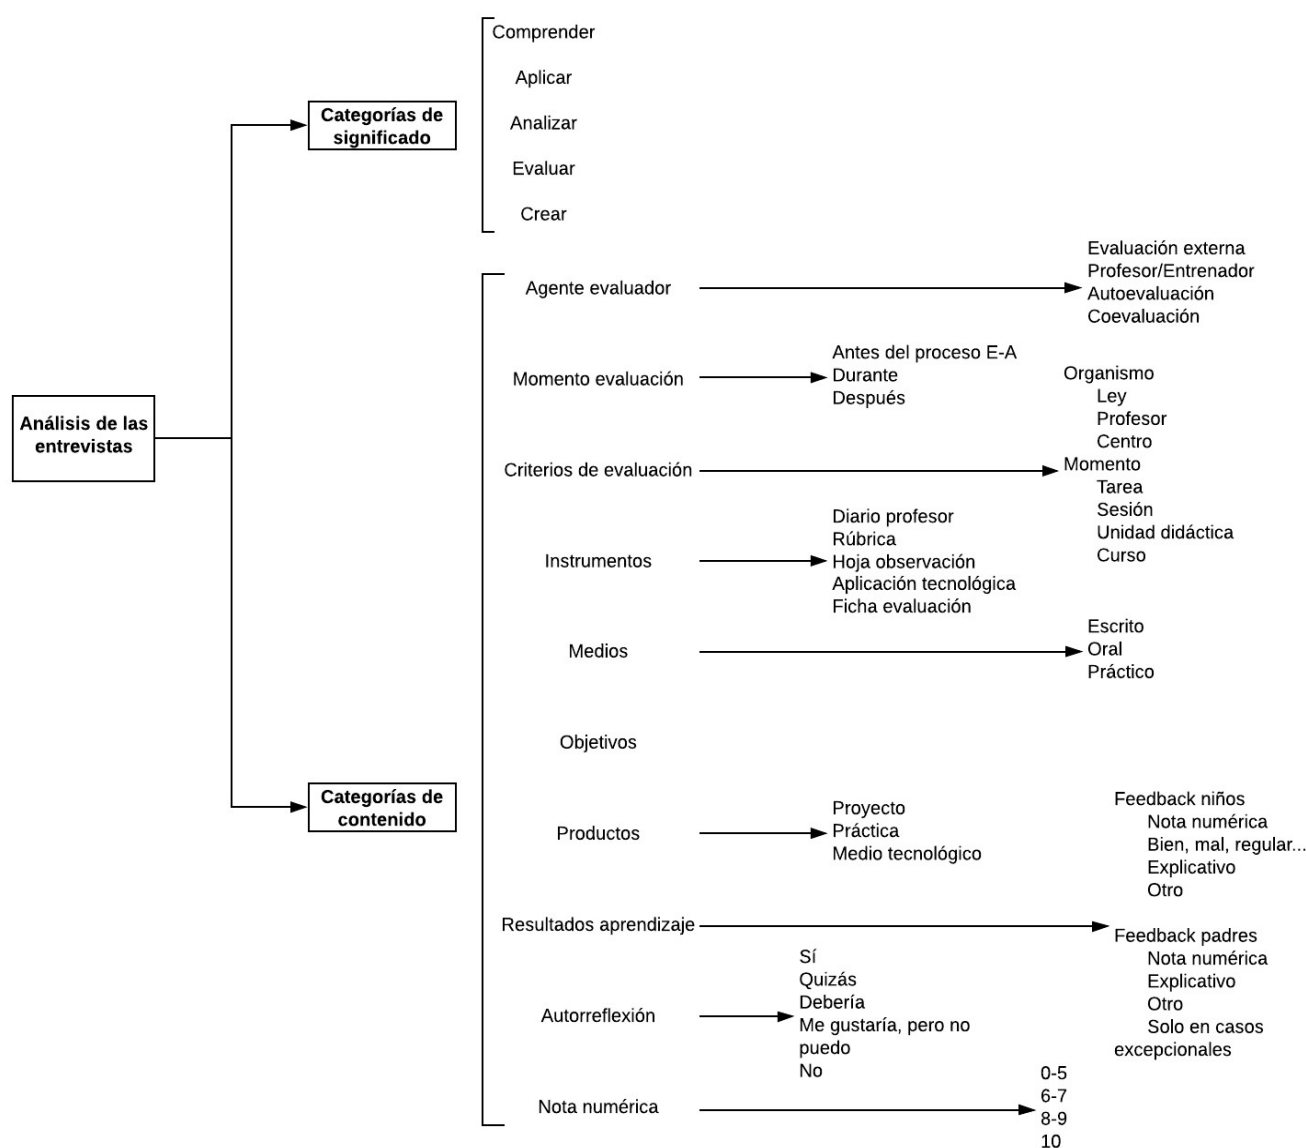 Análisis de las
entrevistas
Categorías de
significado
Comprender
Aplicar
Analizar
Evaluar
Crear
Categorías de
contenido
Agente evaluador
Evaluación externa
Profesor/Entrenador
Autoevaluación
Coevaluación
Momento evaluación
Antes del proceso E-A
Durante
Después
Criterios de evaluación
Organismo
Ley
Profesor
Centro
Momento
Tarea
Sesión
Unidad didáctica
Curso
Instrumentos
Diario profesor
Rúbrica
Hoja observación
Aplicación tecnológica
Ficha evaluación
Medios
Escrito
Oral
Práctico
Objetivos
Productos
Proyecto
Práctica
Medio tecnológico
Resultados aprendizaje
Feedback niños
Nota numérica
Bien, mal, regular...
Explicativo
Otro
Feedback padres
Nota numérica
Explicativo
Otro
Solo en casos
excepcionales
Autorreflexión
Sí
Quizás
Debería
Me gustaría, pero no
puedo
No
Nota numérica
0-5
6-7
8-9
10